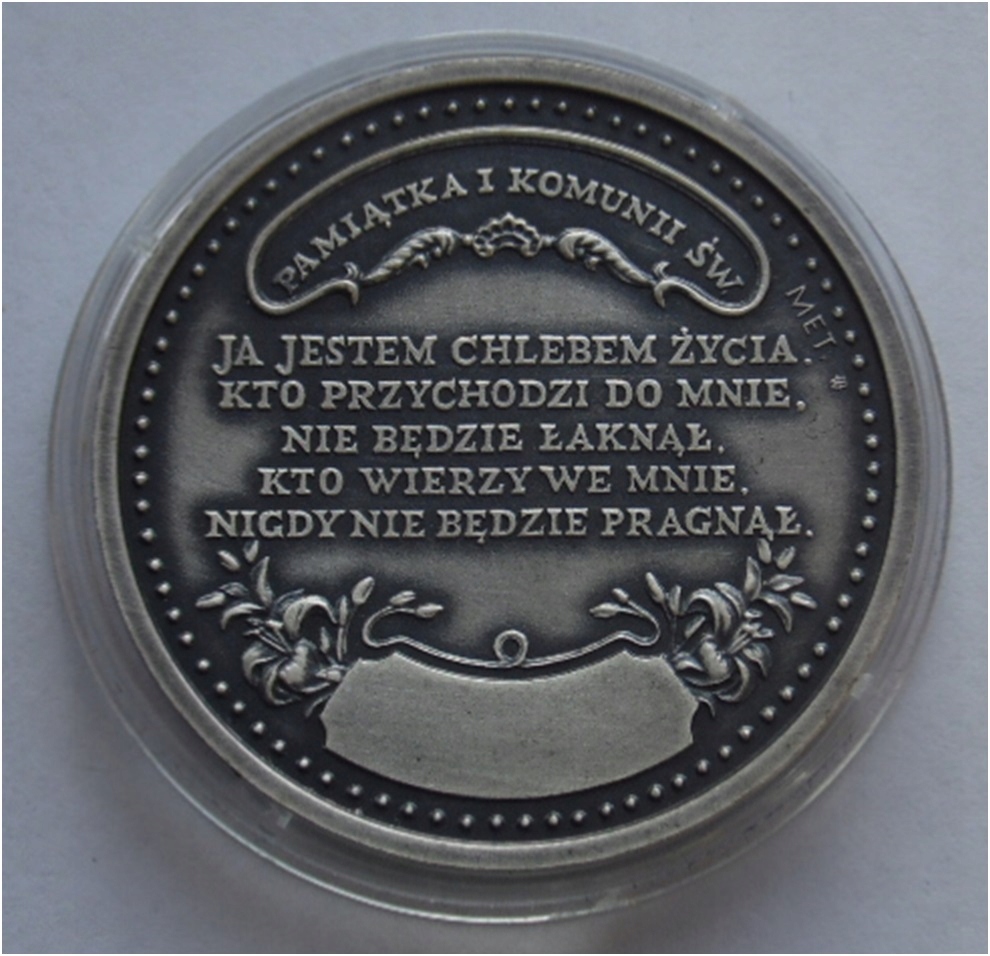 PAMIĄTKA I KOMUNII ŚW.
JA JESTEM CHLEBEM ŻYCIA.
KTO PRZYCHODZI DO MNIE,
NIE BĘDZIE ŁAKNĄŁ.
KTO WIERZY WE MNIE,
NIGDY NIE BĘDZIE PRAGNĄŁ.
MET.